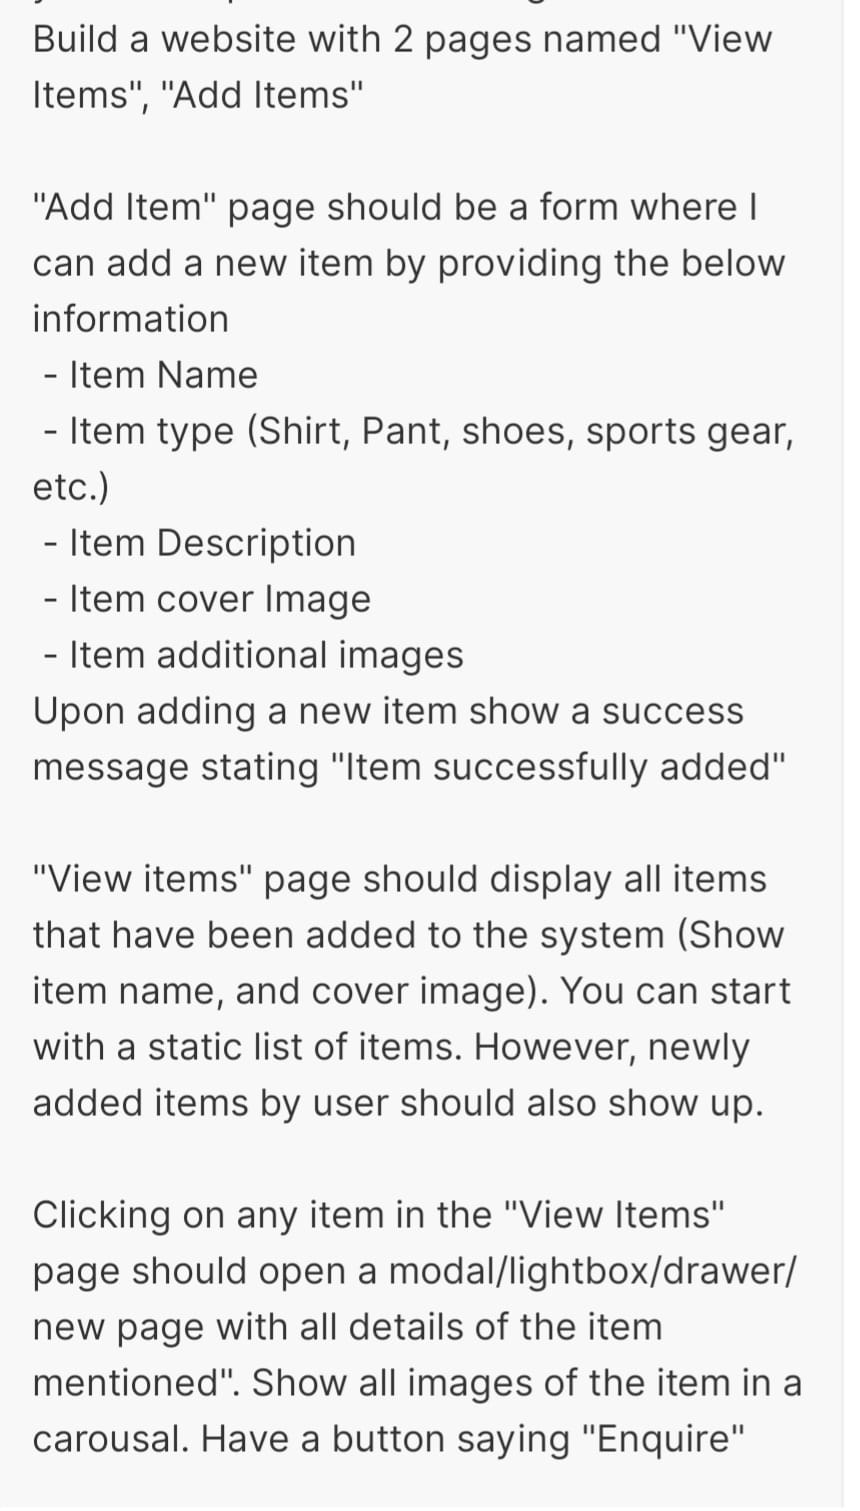 Build a website with 2 pages named "View
Items", "Add Items"
"Add Item" page should be a form where I
can add a new item by providing the below
information
- Item Name
- Item type (Shirt, Pant, shoes, sports gear,
etc.)
- Item Description
- Item cover Image
- Item additional images
Upon adding a new item show a success
message stating "Item successfully added"
"View items" page should display all items
that have been added to the system (Show
item name, and cover image). You can start
with a static list of items. However, newly
added items by user should also show up.
Clicking on any item in the "View Items"
page should open a modal/lightbox/drawer/
new page with all details of the item
mentioned". Show all images of the item in a
carousal. Have a button saying "Enquire"